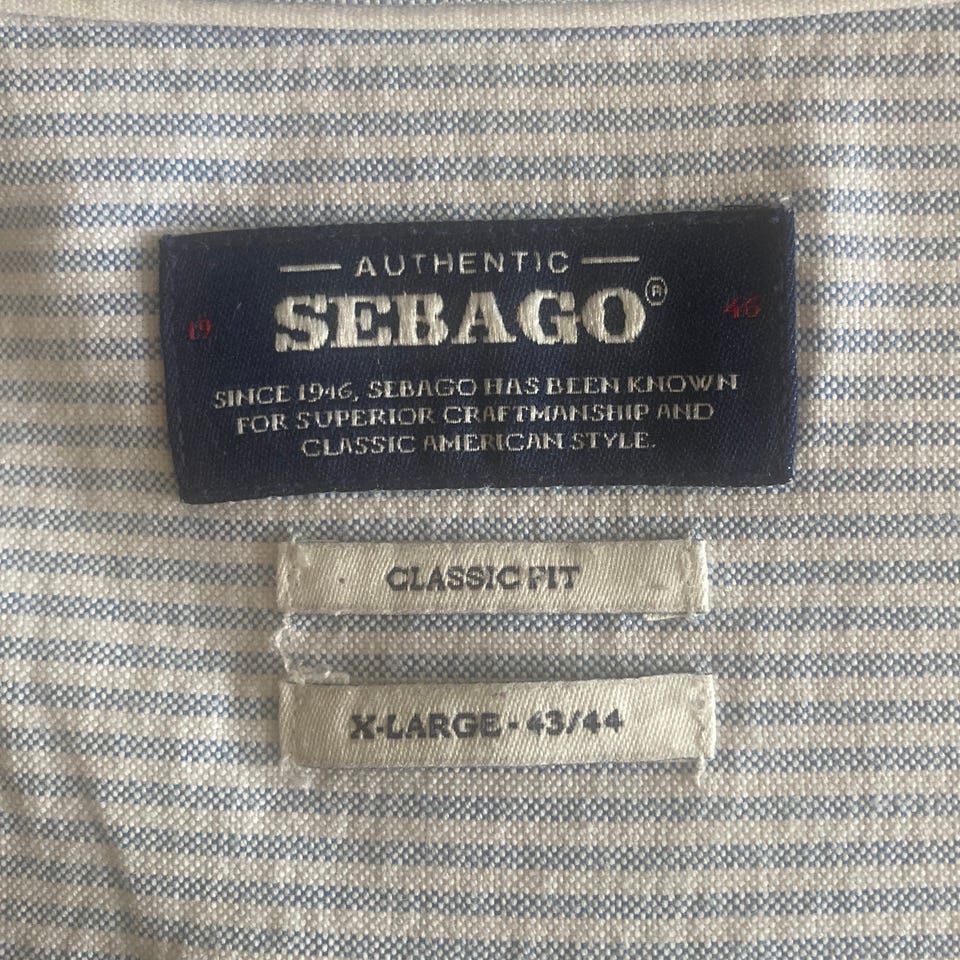 AUTHENTIC
19 SEBAGO® 46
SINCE 1946, SEBAGO HAS BEEN KNOWN
FOR SUPERIOR CRAFTMANSHIP AND
CLASSIC AMERICAN STYLE.
CLASSIC FIT
X-LARGE - 43/44